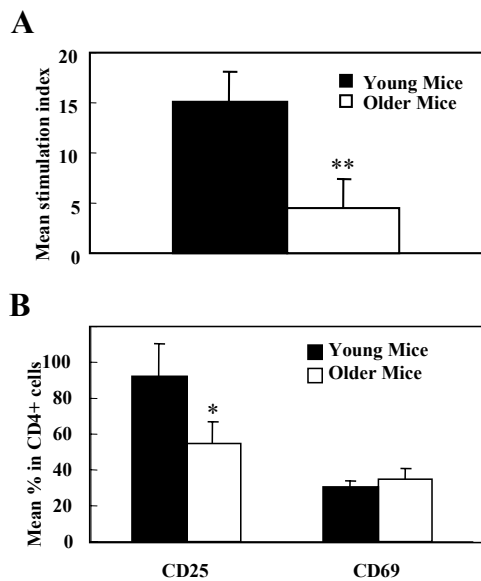 A
Mean stimulation index
20
15
10
5
0
Young Mice
Older Mice
**
B
Mean % in CD4+ cells
100
80
60
40
20
0
Young Mice
Older Mice
*
CD25
CD69